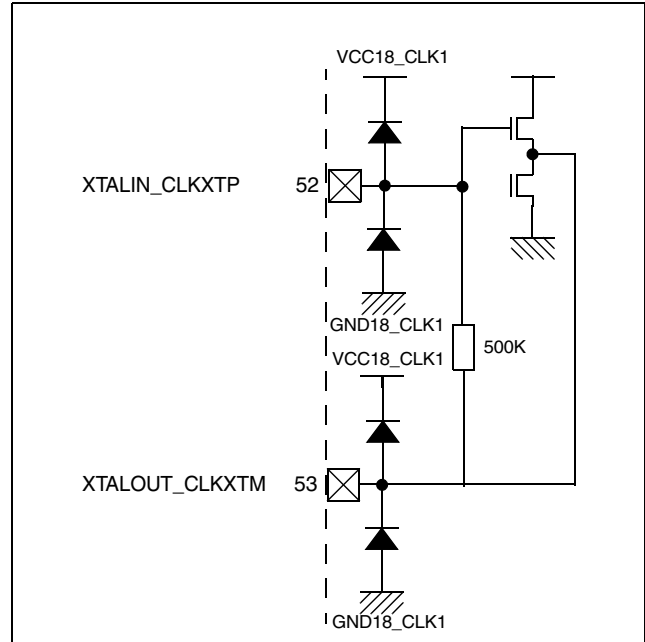 VCC18_CLK1
XTALIN_CLKXTP 52
GND18_CLK1
500K
VCC18_CLK1
XTALOUT_CLKXTM 53
GND18_CLK1